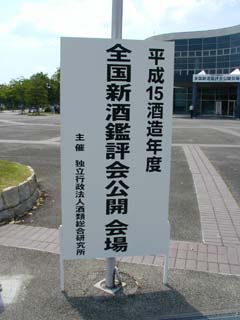 平成15酒造年度
全国新酒鑑評会公開会場
主催 独立行政法人酒類総合研究所